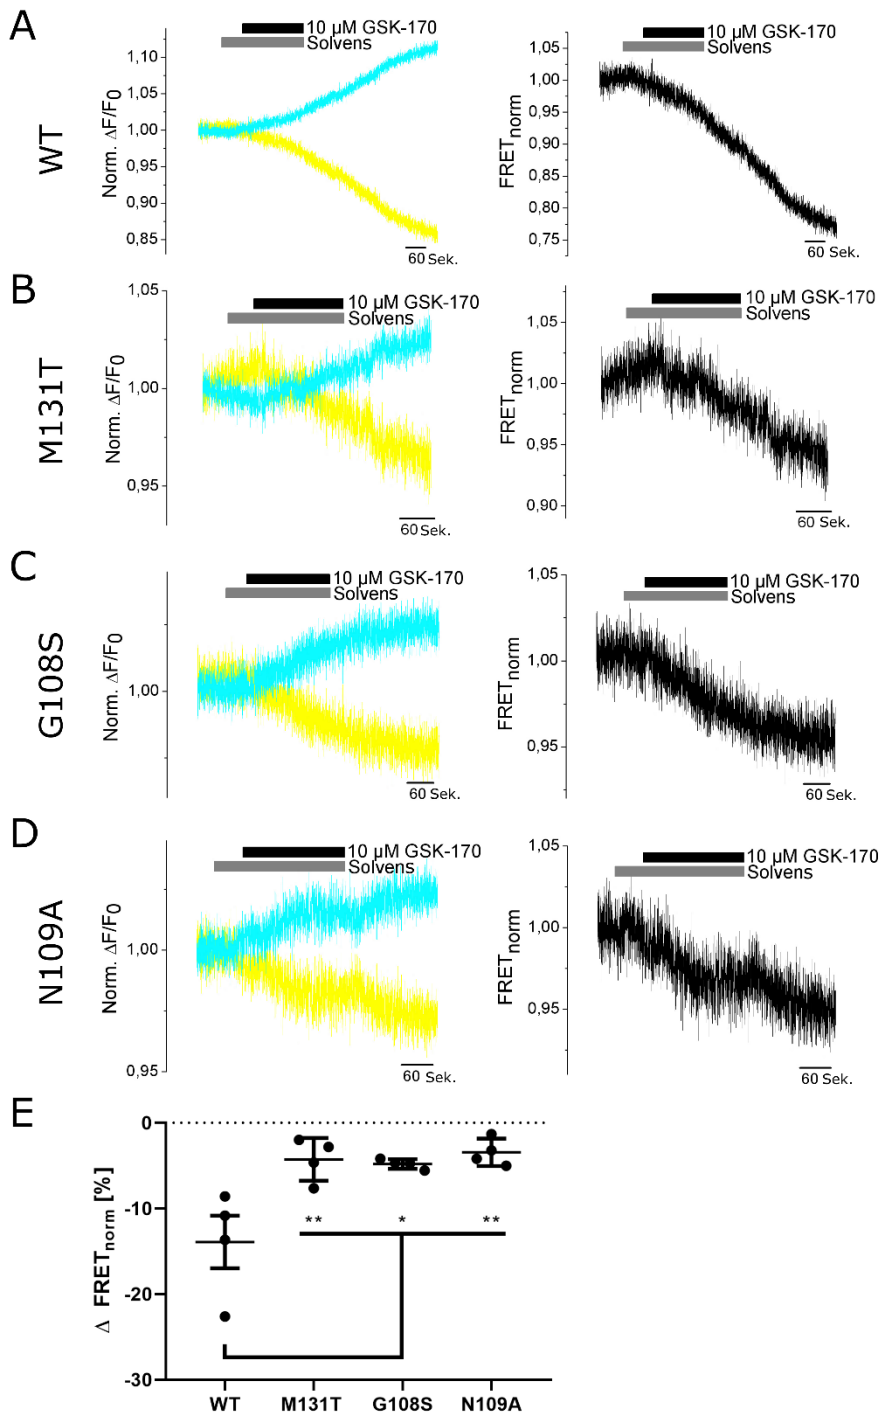 A
WT
Norm. ΔF/F0
1,10
1,05
1,00
0,95
0,90
0,85
10 µM GSK-170
Solvens
60 Sek.
FRETnorm
1,05
1,00
0,95
0,90
0,85
0,80
0,75
10 µM GSK-170
Solvens
60 Sek.
B
M131T
Norm. ΔF/F0
1,05
1,00
0,95
10 µM GSK-170
Solvens
60 Sek.
FRETnorm
1,05
1,00
0,95
0,90
10 µM GSK-170
Solvens
60 Sek.
C
G108S
Norm. ΔF/F0
1,00
10 µM GSK-170
Solvens
60 Sek.
FRETnorm
1,05
1,00
0,95
10 µM GSK-170
Solvens
60 Sek.
D
N109A
Norm. ΔF/F0
1,00
0,95
10 µM GSK-170
Solvens
60 Sek.
FRETnorm
1,05
1,00
0,95
10 µM GSK-170
Solvens
60 Sek.
E
Δ FRETnorm [%]
0
-10
-20
-30
** * **
WT M131T G108S N109A